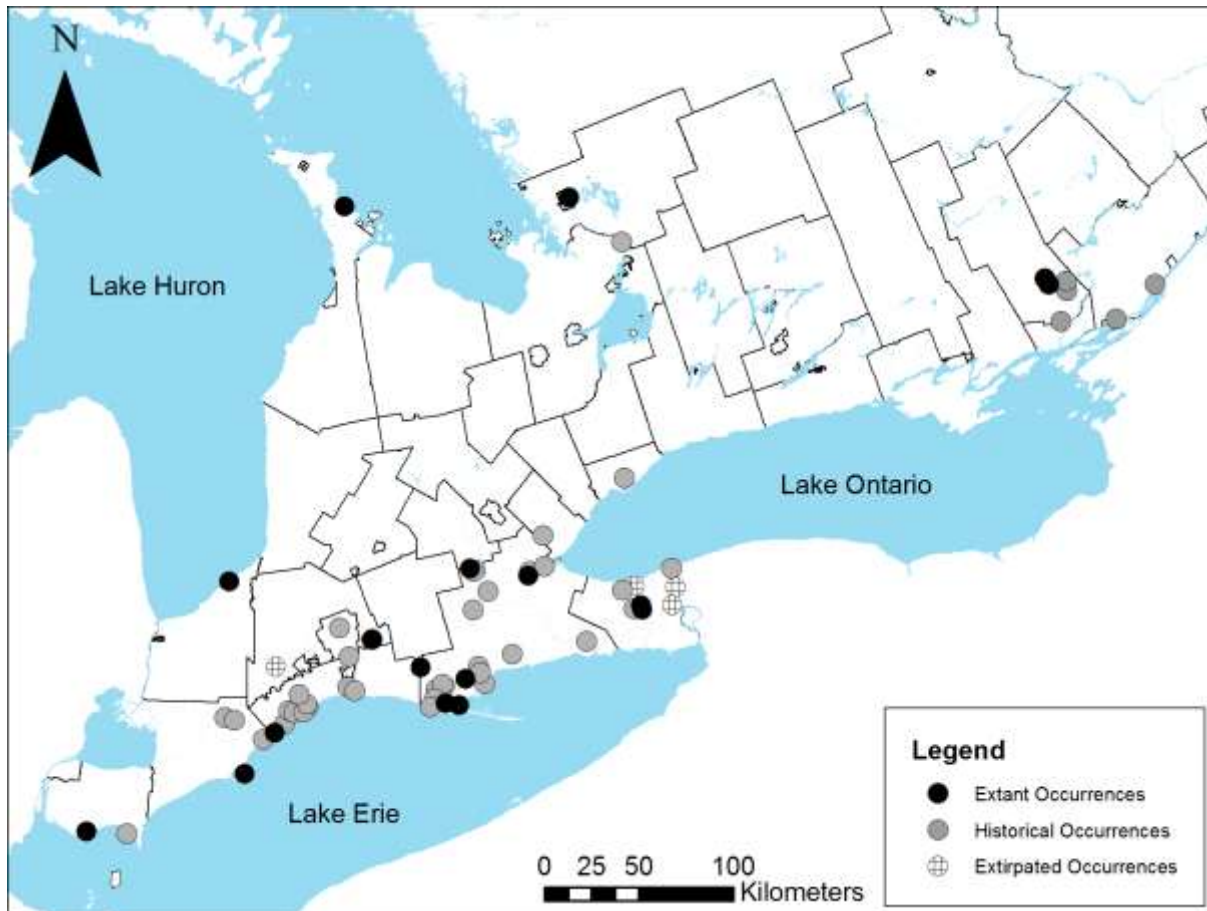 N
Lake Huron
Lake Ontario
Lake Erie
Legend
Extant Occurrences
Historical Occurrences
Extirpated Occurrences
0 25 50 100
Kilometers